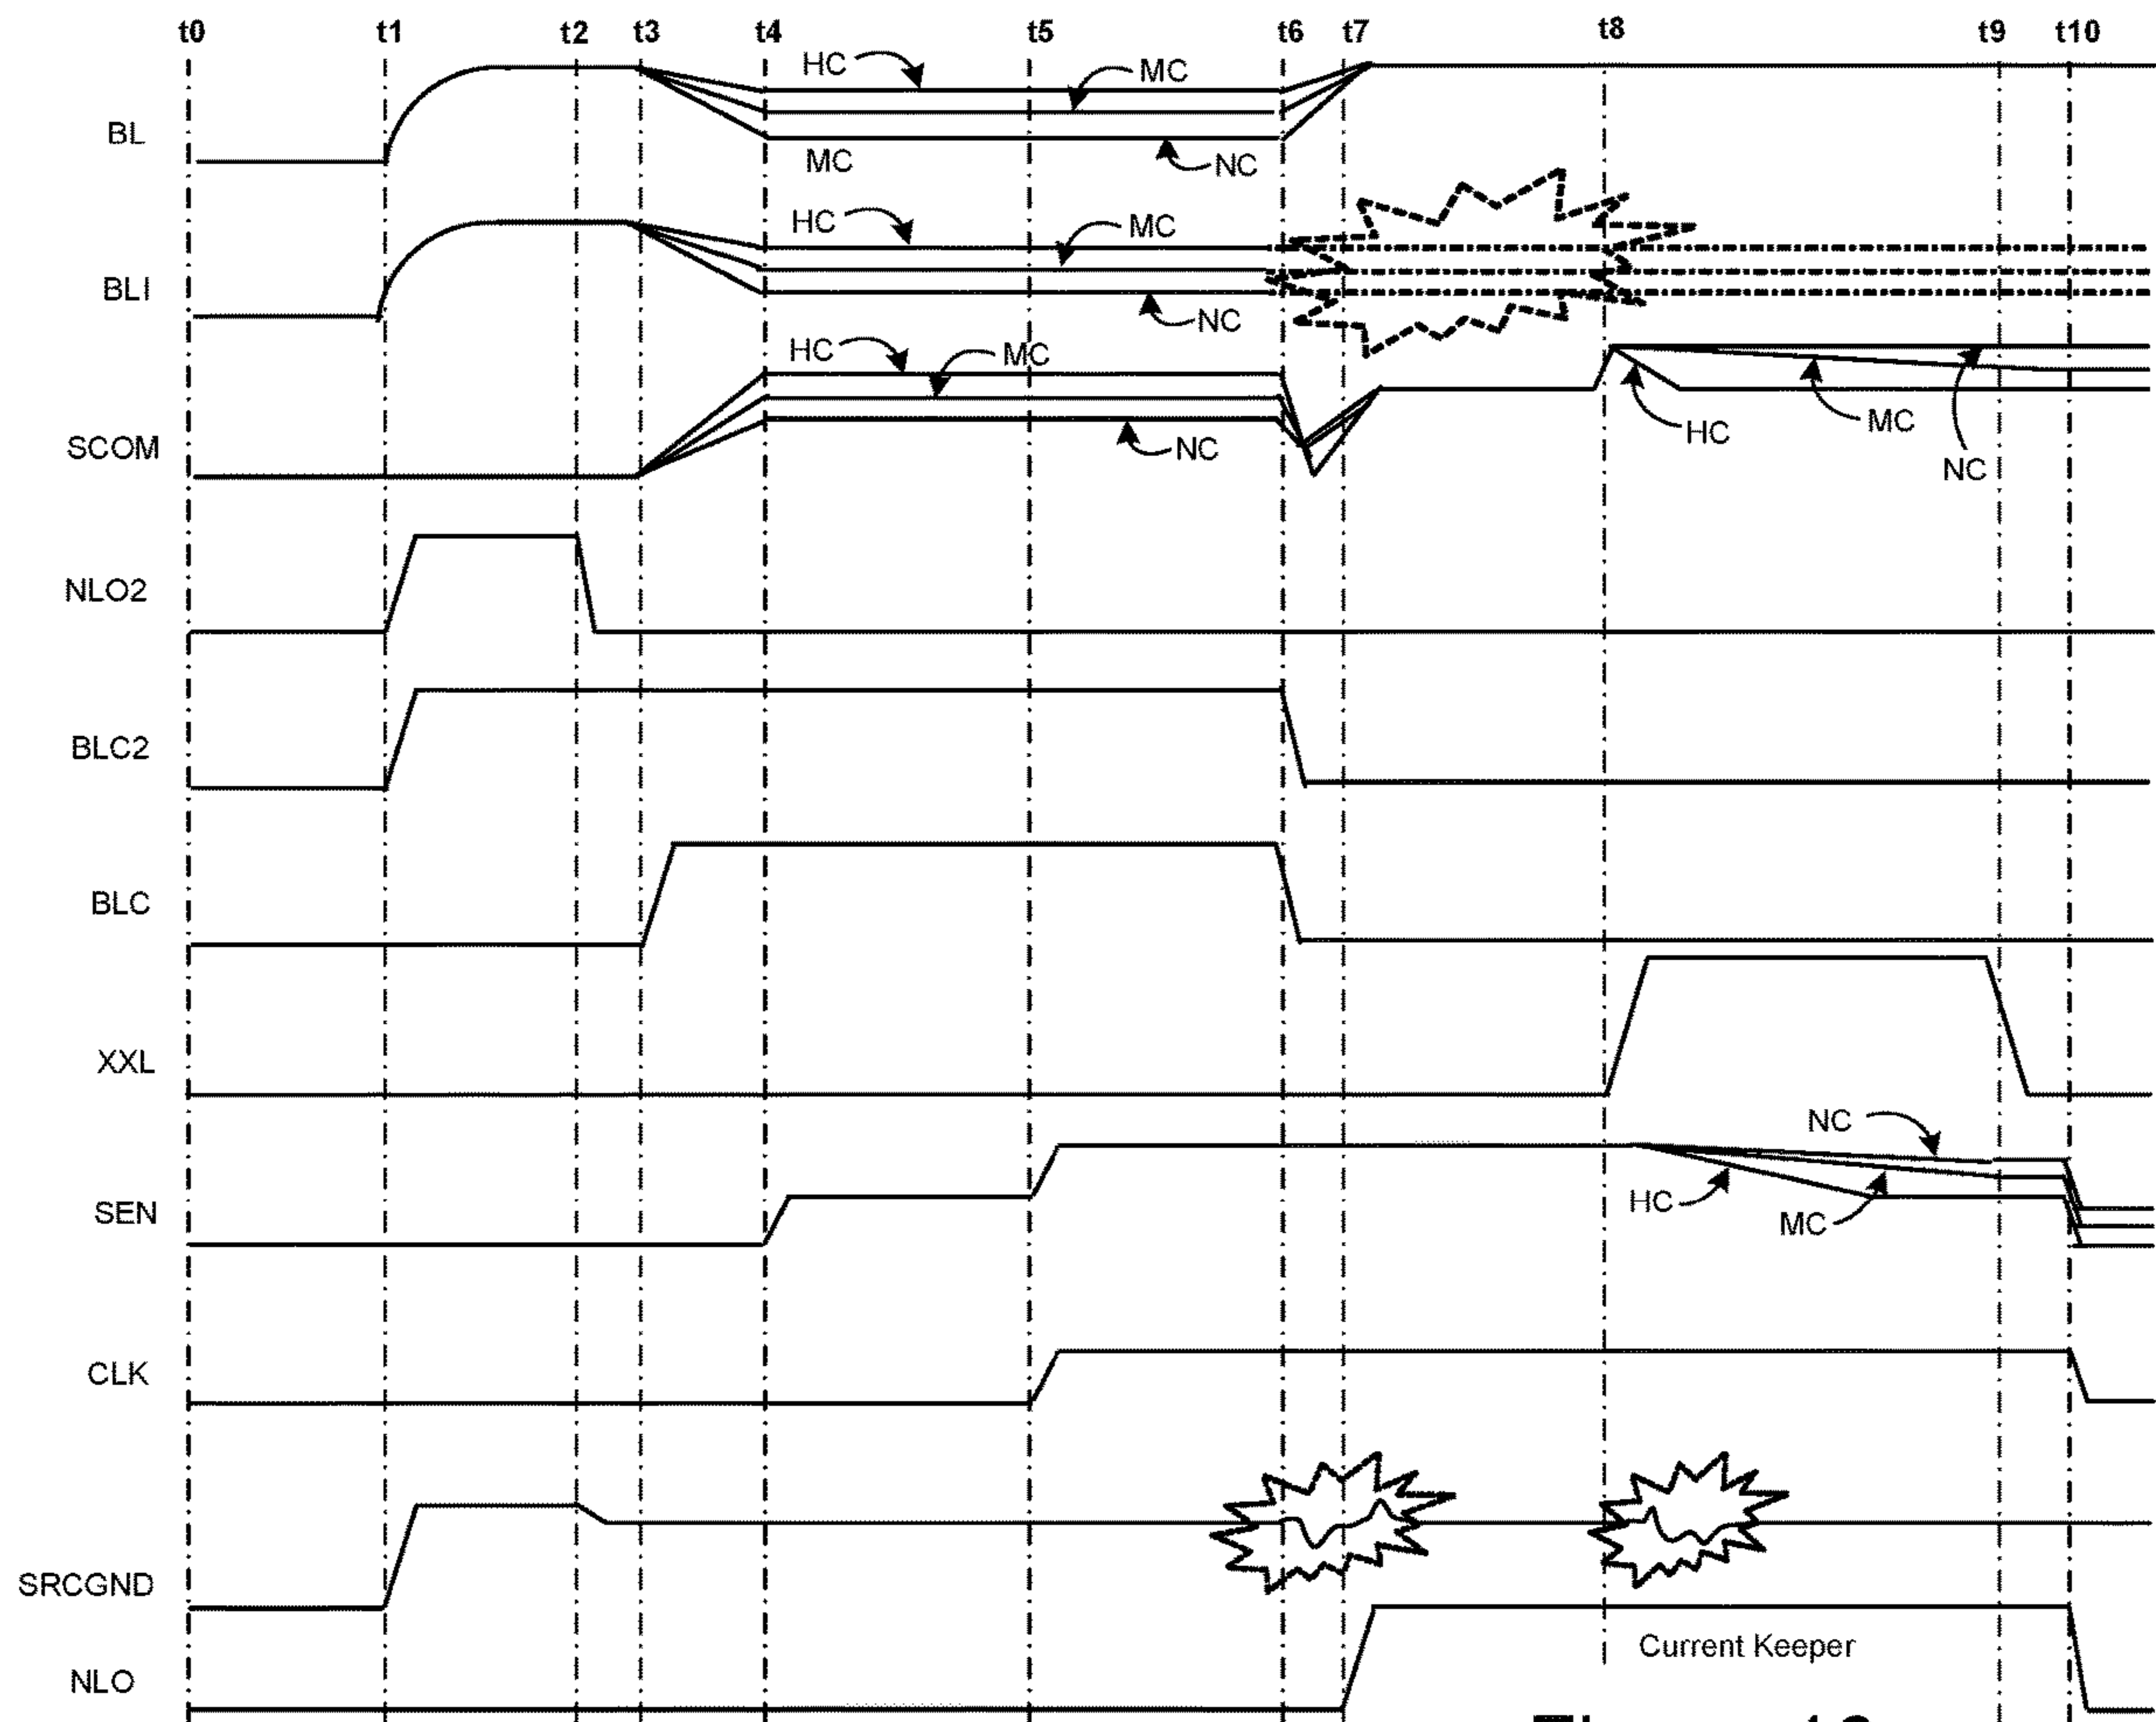 t0 t1 t2 t3 t4 t5 t6 t7 t8 t9 t10
HC MC
BL
MC NC
HC MC
BLI
NC
HC MC
SCOM
NC
HC MC
NC
NLO2
BLC2
BLC
XXL
NC
SEN
HC MC
CLK
SRCGND
Current Keeper
NLO